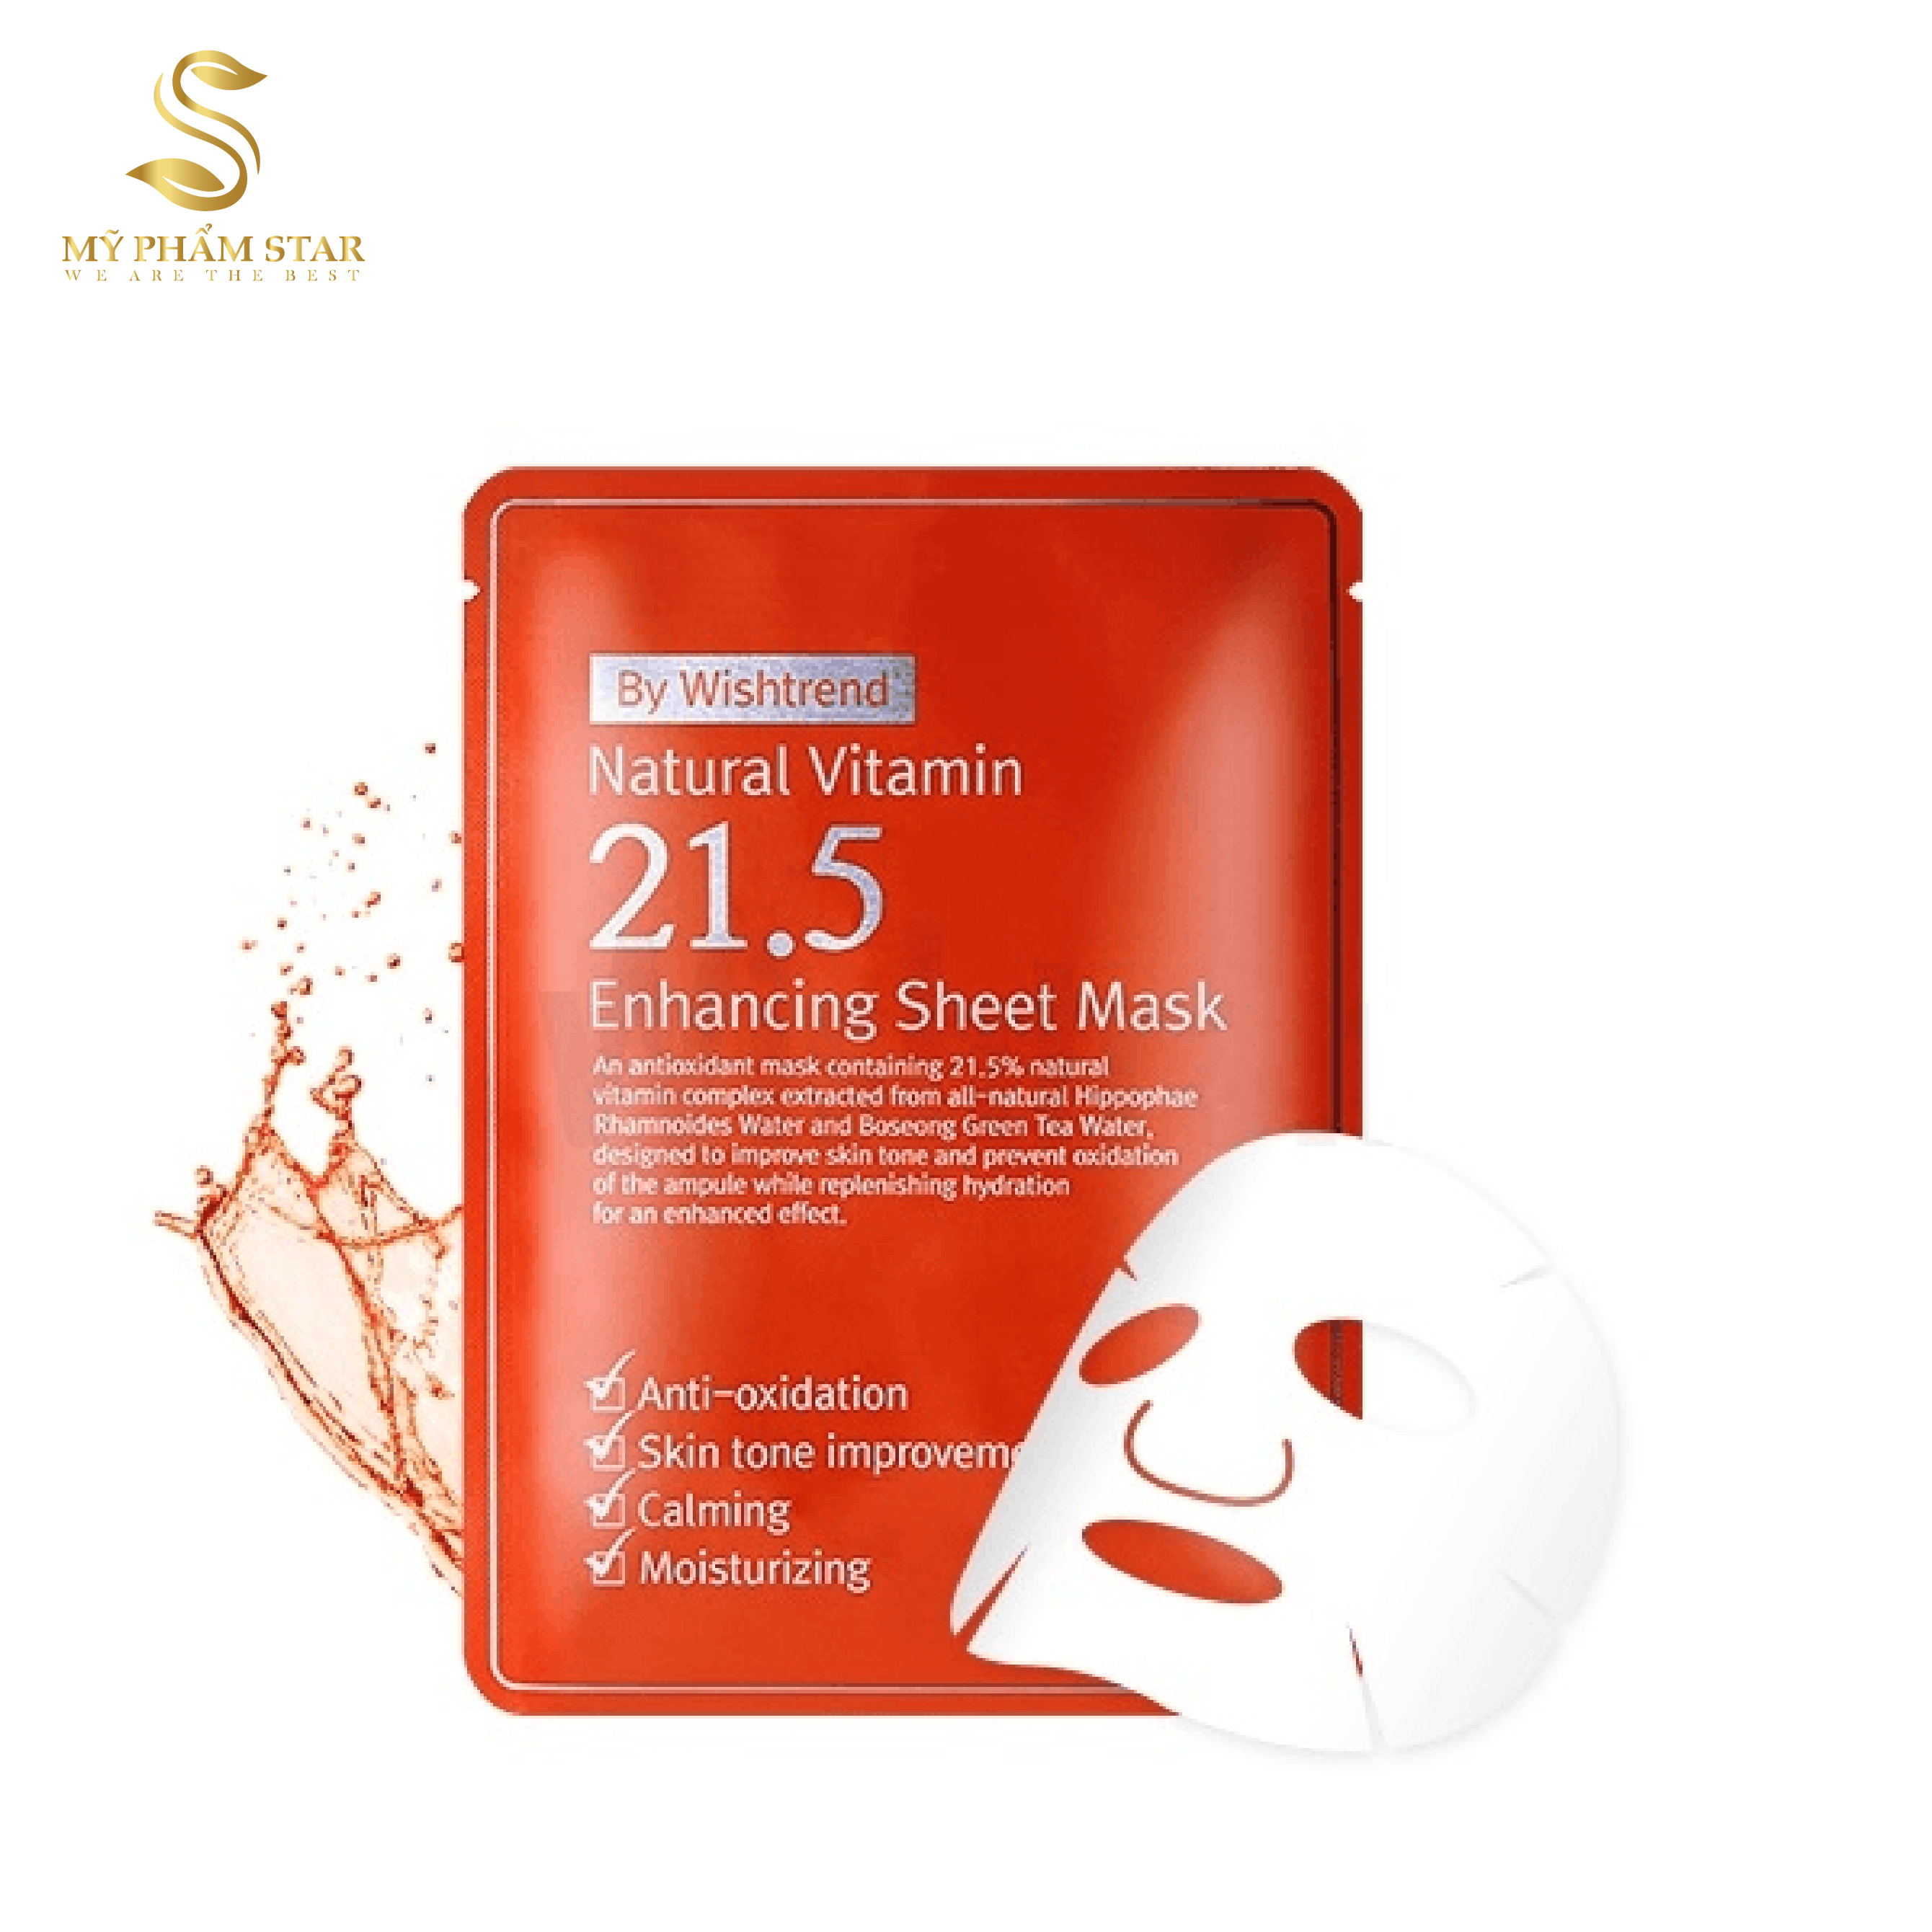 MỸ PHẨM STAR
WE ARE THE BEST
By Wishtrend
Natural Vitamin
21.5
Enhancing Sheet Mask
An antioxidant mask containing 21.5% natural
vitamin complex extracted from all-natural Hippophae
Rhamnoides Water and Boseong Green Tea Water,
designed to improve skin tone and prevent oxidation
of the ampule while replenishing hydration
for an enhanced effect.
Anti-oxidation
Skin tone improveme
Calming
Moisturizing